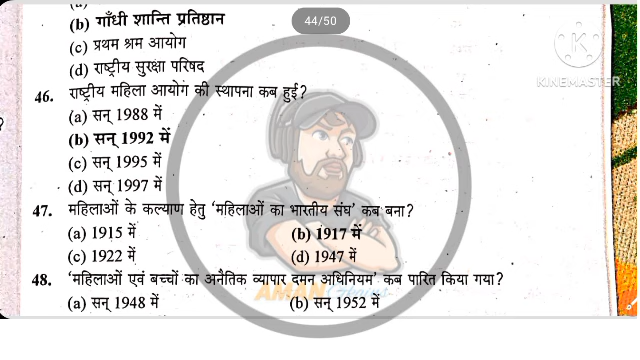 44/50
(b) गाँधी शान्ति प्रतिष्ठान
(c) प्रथम श्रम आयोग
(d) राष्ट्रीय सुरक्षा परिषद
KINEMASTER
46. राष्ट्रीय महिला आयोग की स्थापना कब हुई?
(a) सन् 1988 में
(b) सन् 1992 में
(c) सन् 1995 में
(d) सन् 1997 में
47. महिलाओं के कल्याण हेतु ‘महिलाओं का भारतीय संघ’ कब बना?
(a) 1915 में (b) 1917 में
(c) 1922 में (d) 1947 में
48. ‘महिलाओं एवं बच्चों का अनैतिक व्यापार दमन अधिनियम’ कब पारित किया गया?
AMAN
(a) सन् 1948 में (b) सन् 1952 में